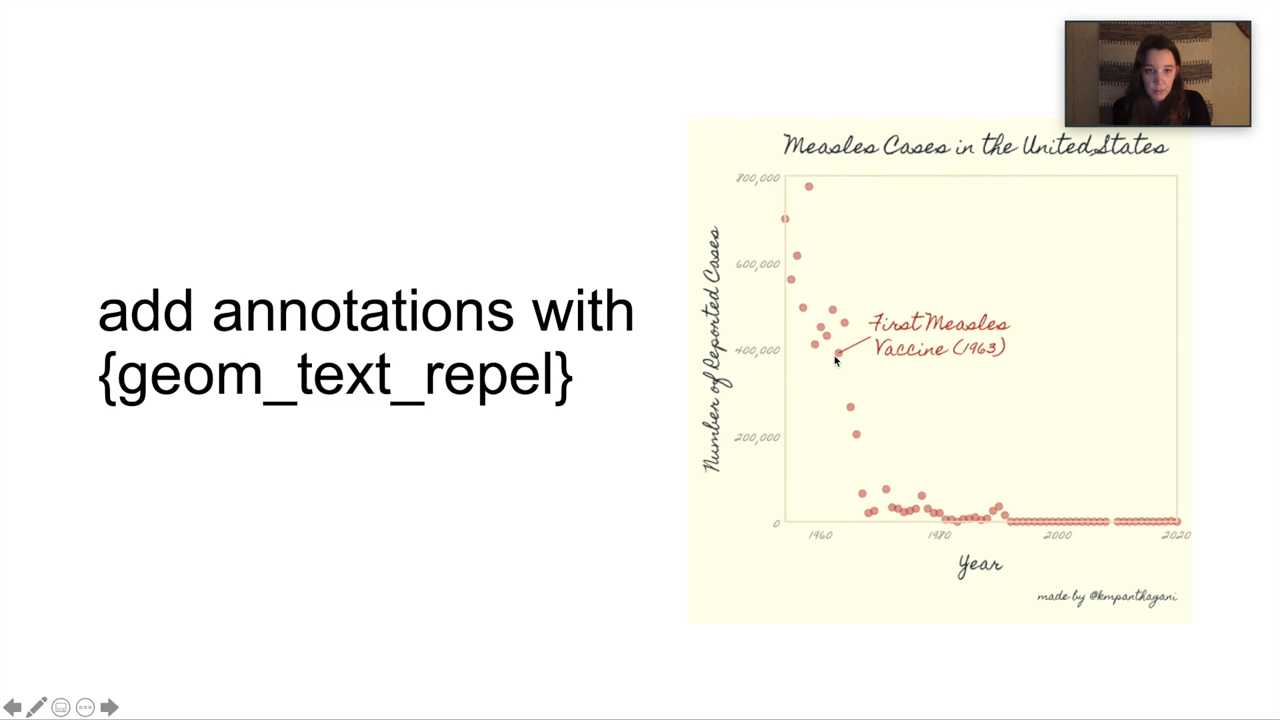 add annotations with
{geom_text_repel}
Measles Cases in the United States
Number of Reported Cases
800,000
600,000
400,000
200,000
0
First Measles
Vaccine (1963)
1960
1980
2000
2020
Year
made by @kmpanthagani